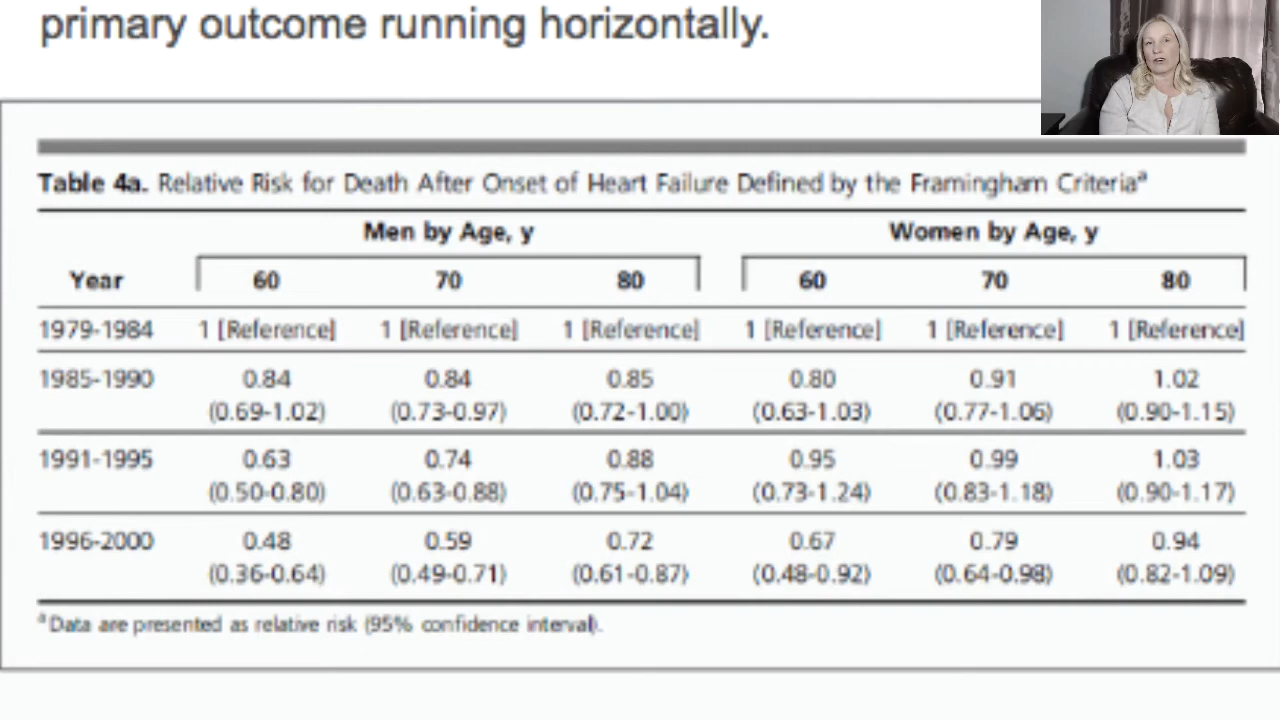 primary outcome running horizontally.
Table 4a. Relative Risk for Death After Onset of Heart Failure Defined by the Framingham Criteriaª
Men by Age, y Women by Age, y
Year 60 70 80 60 70 80
1979-1984 1 [Reference] 1 [Reference] 1 [Reference] 1 [Reference] 1 [Reference] 1 [Reference]
1985-1990 0.84 0.84 0.85 0.80 0.91 1.02
(0.69-1.02) (0.73-0.97) (0.72-1.00) (0.63-1.03) (0.77-1.06) (0.90-1.15)
1991-1995 0.63 0.74 0.88 0.95 0.99 1.03
(0.50-0.80) (0.63-0.88) (0.75-1.04) (0.73-1.24) (0.83-1.18) (0.90-1.17)
1996-2000 0.48 0.59 0.72 0.67 0.79 0.94
(0.36-0.64) (0.49-0.71) (0.61-0.87) (0.48-0.92) (0.64-0.98) (0.82-1.09)
ªData are presented as relative risk (95% confidence interval).